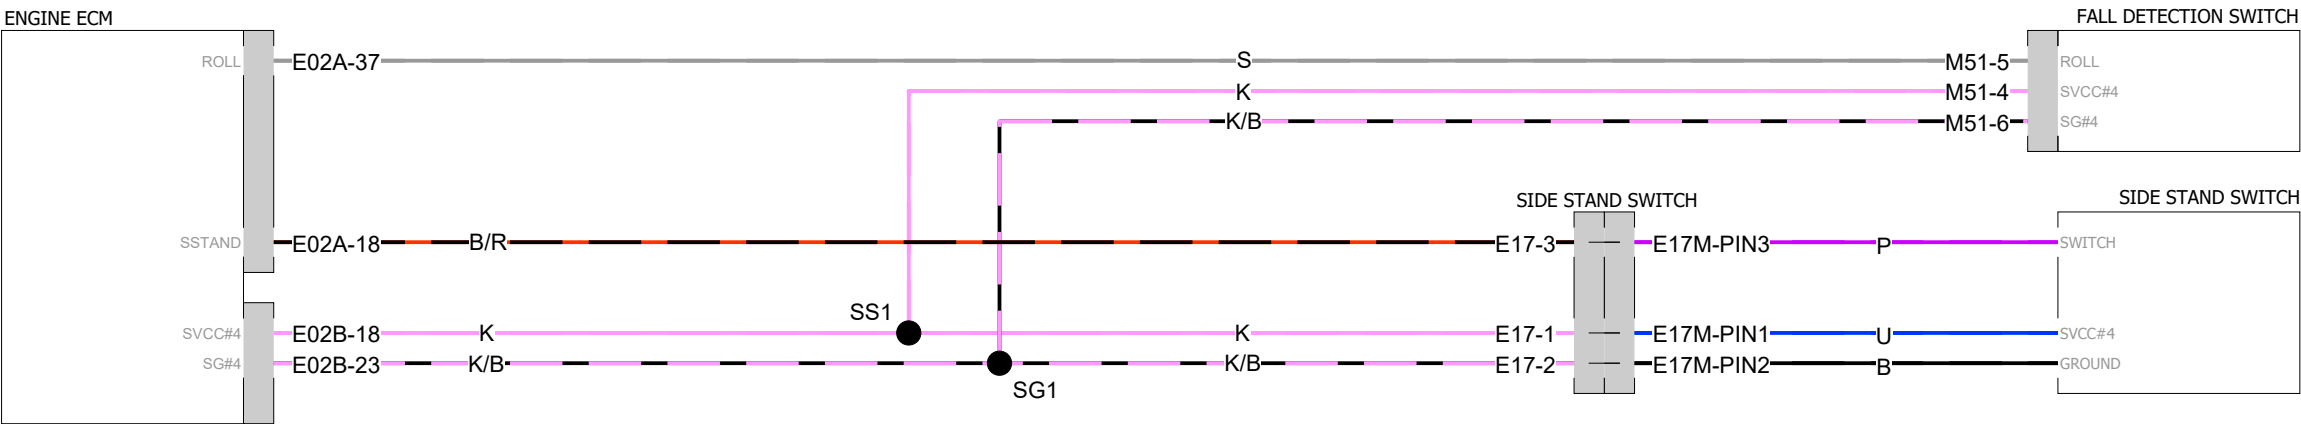 ENGINE ECM
FALL DETECTION SWITCH
ROLL E02A-37 S M51-5 ROLL
K M51-4 SVCC#4
K/B M51-6 SG#4
SIDE STAND SWITCH SIDE STAND SWITCH
SSTAND E02A-18 B/R E17-3 E17M-PIN3 P SWITCH
SS1
SVCC#4 E02B-18 K K E17-1 E17M-PIN1 U SVCC#4
SG#4 E02B-23 K/B K/B E17-2 E17M-PIN2 B GROUND
SG1